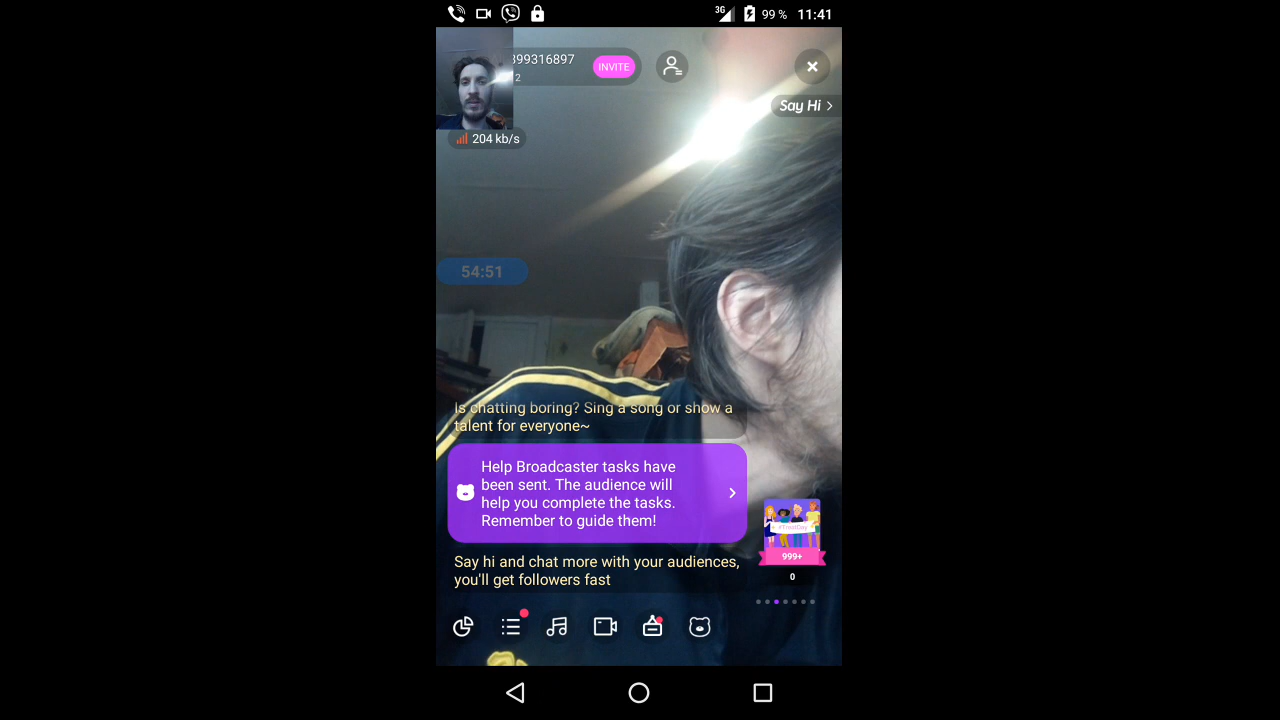 3G 99 % 11:41
399316897
INVITE
2
Say Hi
204 kb/s
54:51
Is chatting boring? Sing a song or show a
talent for everyone~
Help Broadcaster tasks have
been sent. The audience will
help you complete the tasks.
Remember to guide them!
999+
0
Say hi and chat more with your audiences,
you'll get followers fast